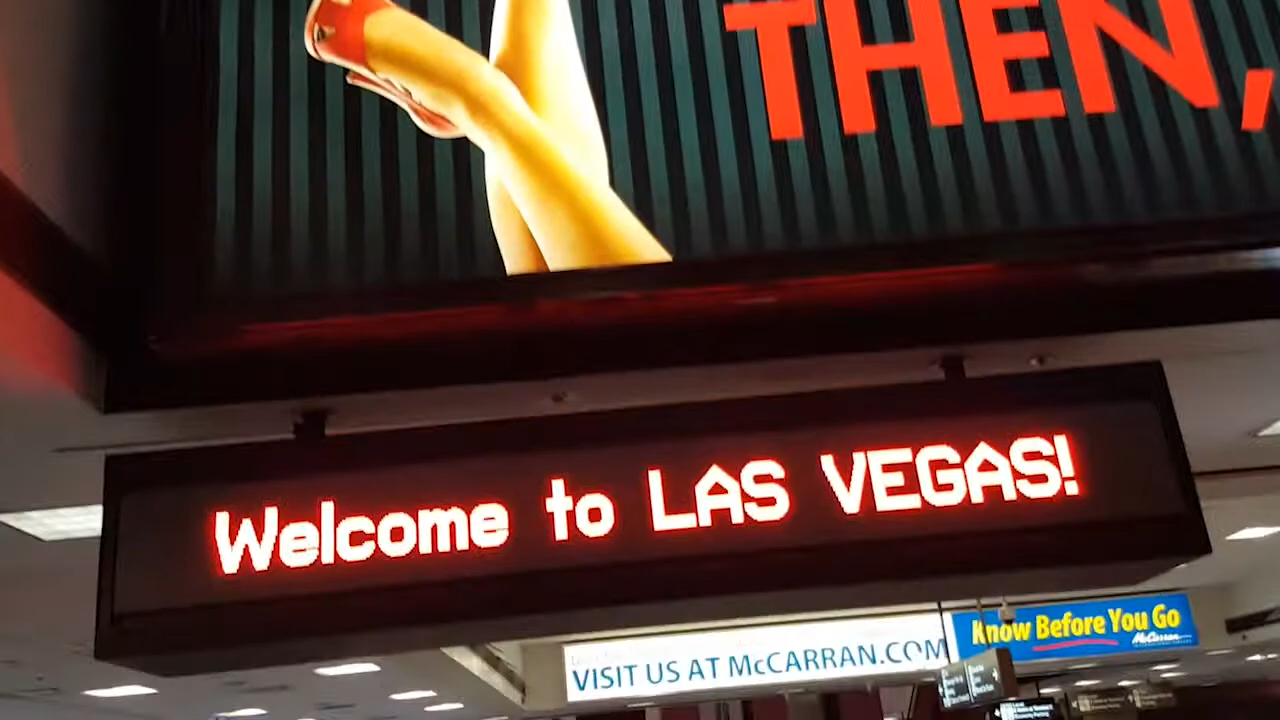 THEN,
Welcome to LAS VEGAS!
VISIT US AT McCARRAN.COM
Know Before You Go
McCarran